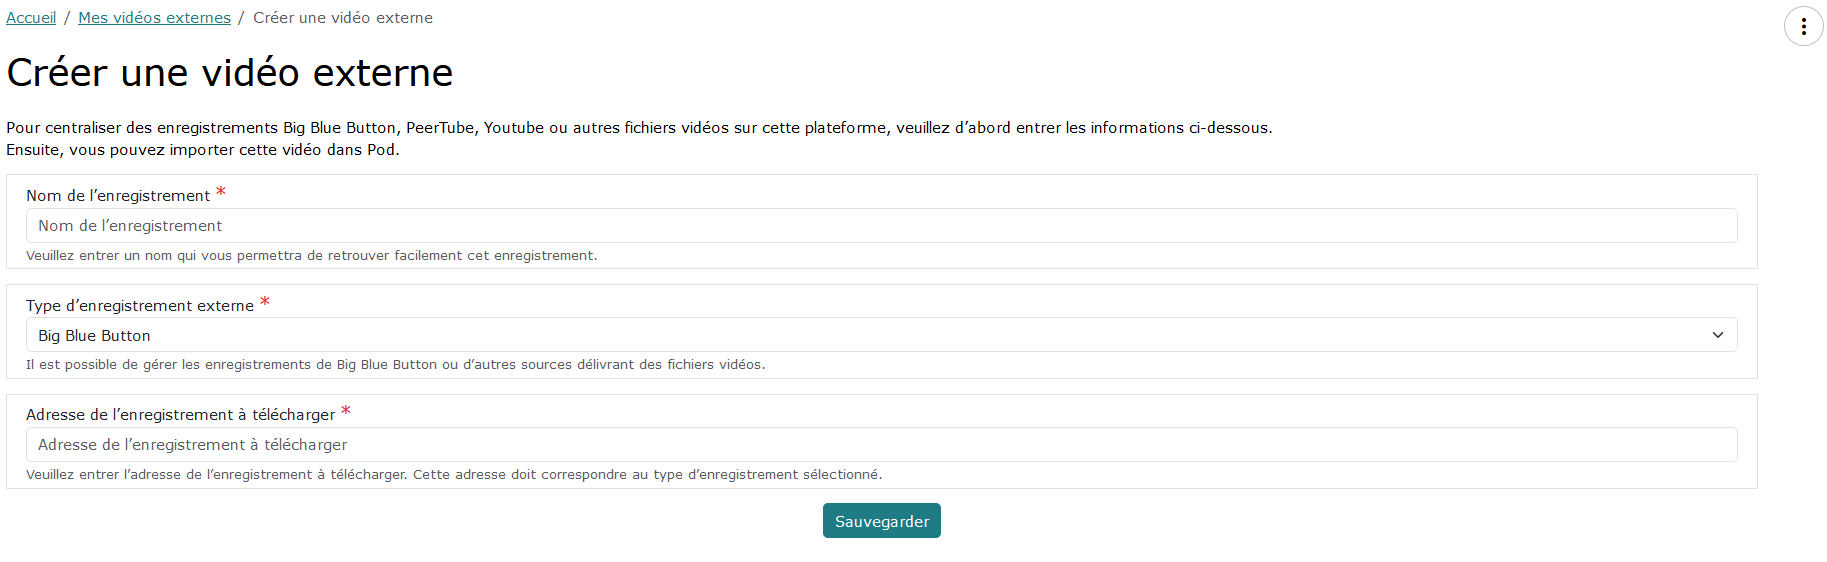 Accueil / Mes vidéos externes / Créer une vidéo externe
Créer une vidéo externe
Pour centraliser des enregistrements Big Blue Button, PeerTube, Youtube ou autres fichiers vidéos sur cette plateforme, veuillez d’abord entrer les informations ci-dessous.
Ensuite, vous pouvez importer cette vidéo dans Pod.
Nom de l’enregistrement *
Nom de l’enregistrement
Veuillez entrer un nom qui vous permettra de retrouver facilement cet enregistrement.
Type d’enregistrement externe *
Big Blue Button
Il est possible de gérer les enregistrements de Big Blue Button ou d’autres sources délivrant des fichiers vidéos.
Adresse de l’enregistrement à télécharger *
Adresse de l’enregistrement à télécharger
Veuillez entrer l’adresse de l’enregistrement à télécharger. Cette adresse doit correspondre au type d’enregistrement sélectionné.
Sauvegarder